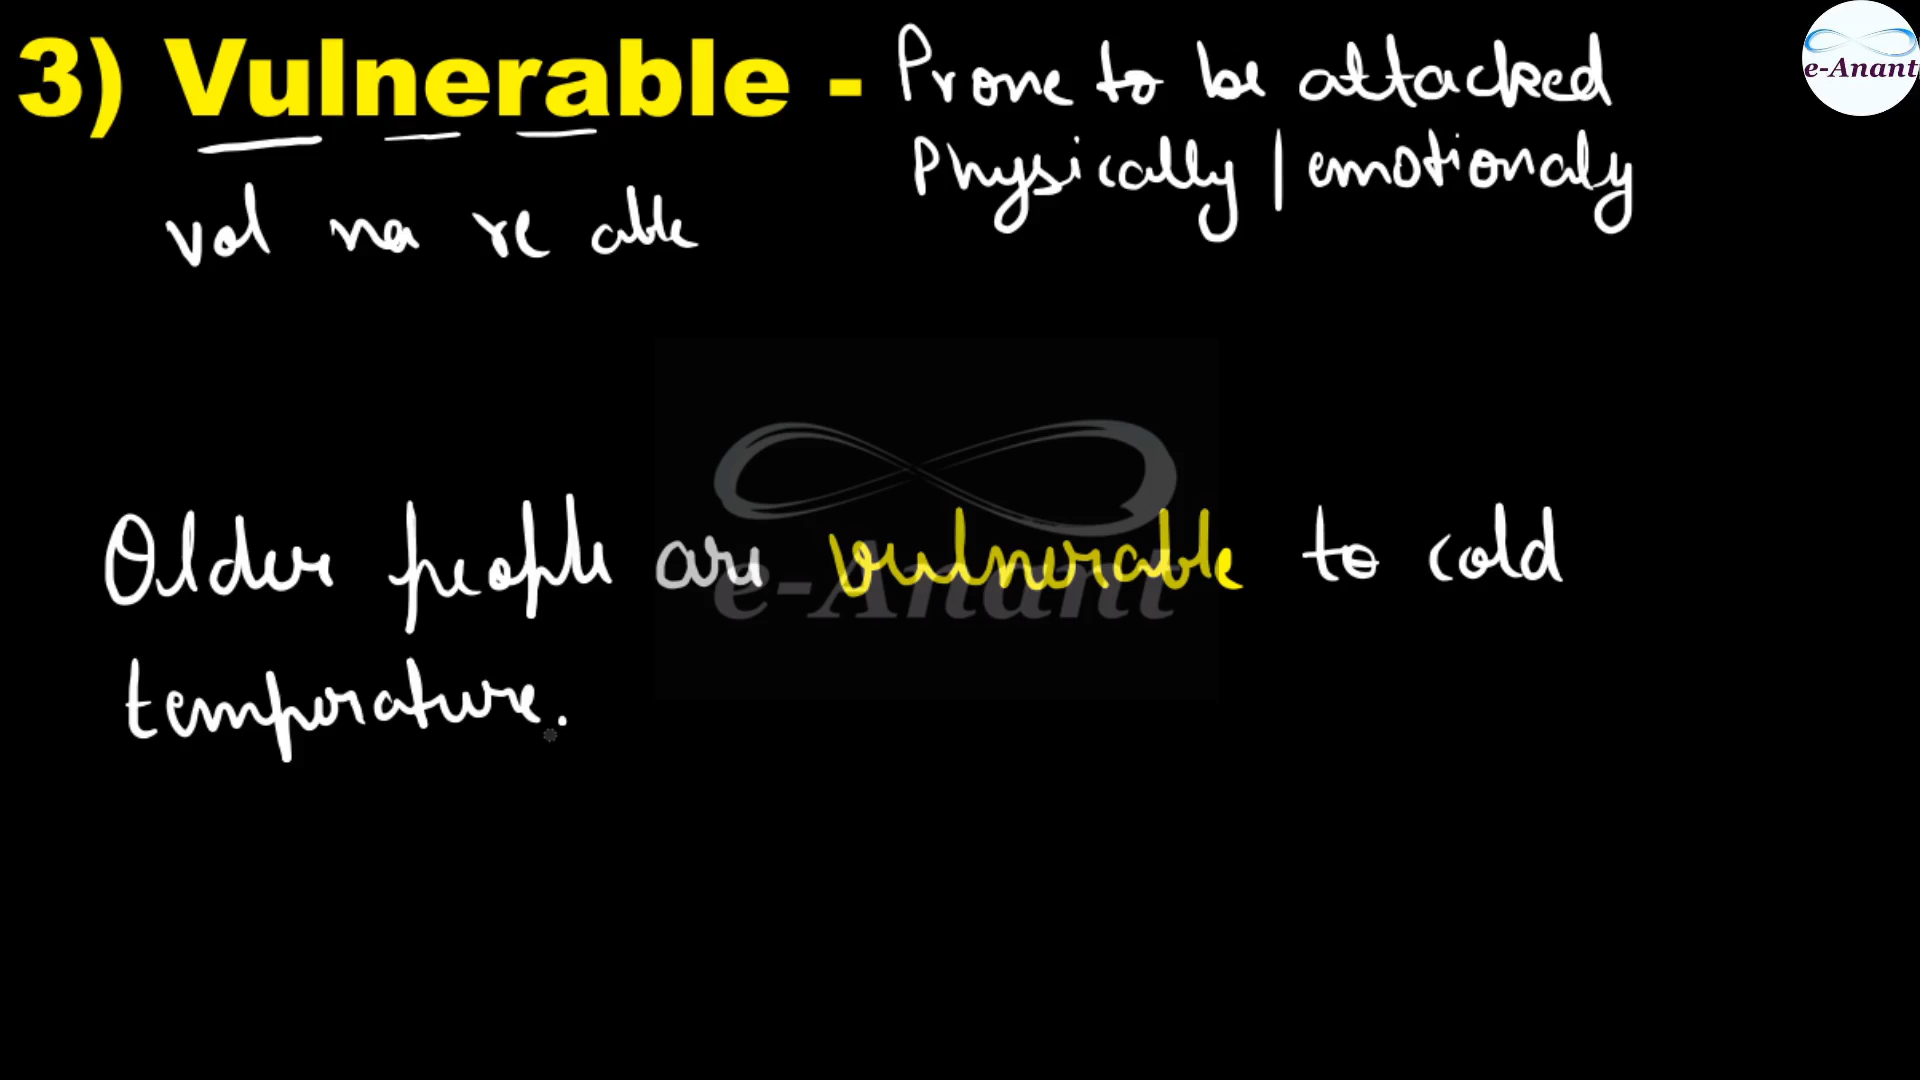 3) Vulnerable - Prone to be attacked
Physically | emotionaly
vol na re able
Older people are vulnerable to cold
temperature.
e-Anant
e-Anant